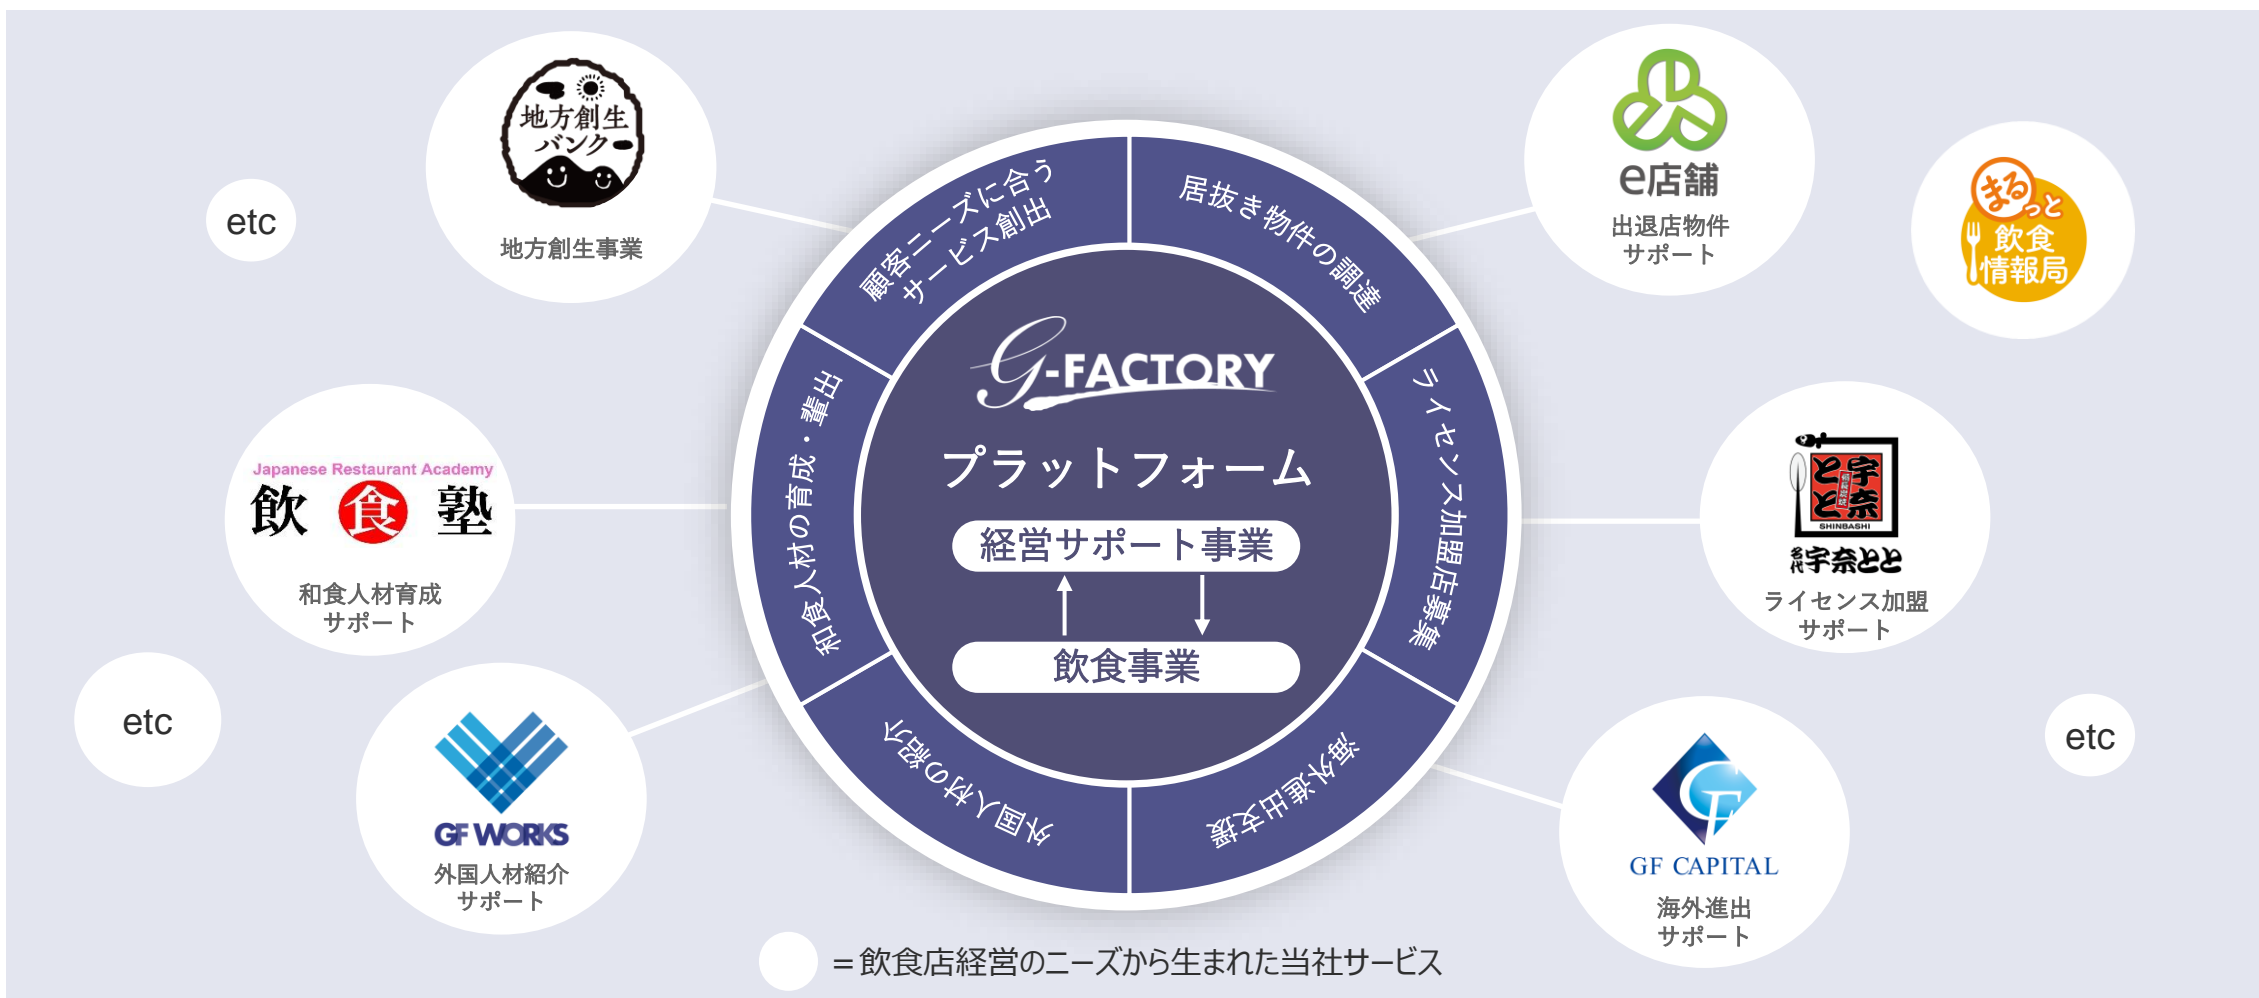 地方創生
バンク
地方創生事業
etc
e店舗
出退店物件
サポート
まるっと
飲食
情報局
顧客ニーズに合う
サービス創出
居抜き物件の調達
ライセンス加盟店募集
海外進出支援
外国人材の紹介
和食人材の育成・輩出
G-FACTORY
プラットフォーム
経営サポート事業
飲食事業
Japanese Restaurant Academy
飲食塾
和食人材育成
サポート
宇奈
とと
SHINBASHI
名代 宇奈とと
ライセンス加盟
サポート
etc
GF WORKS
外国人材紹介
サポート
etc
GF
GF CAPITAL
海外進出
サポート
=飲食店経営のニーズから生まれた当社サービス